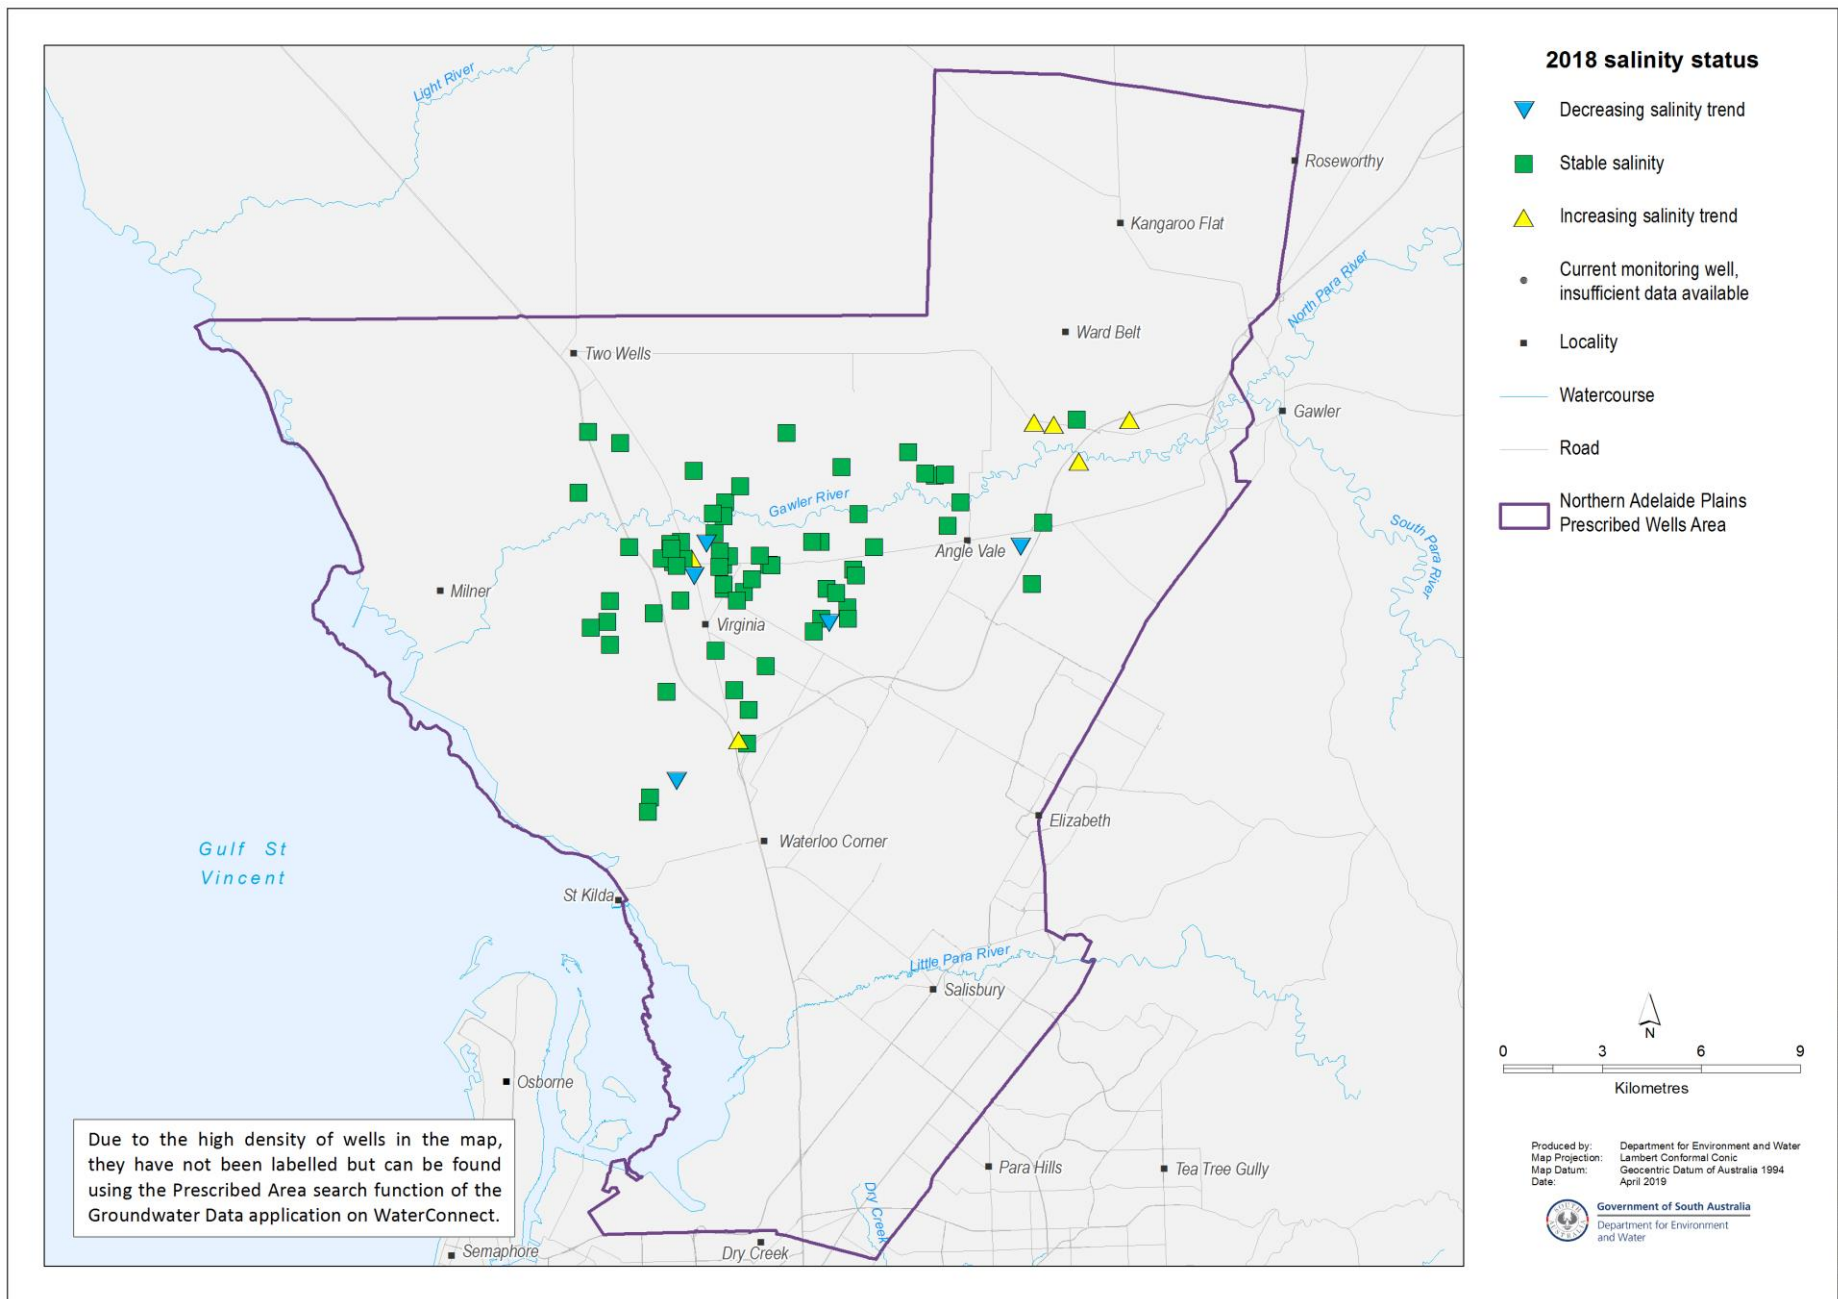 2018 salinity status
Decreasing salinity trend
Stable salinity
Increasing salinity trend
Current monitoring well,
insufficient data available
Locality
Watercourse
Road
Northern Adelaide Plains
Prescribed Wells Area
Light River
Roseworthy
Kangaroo Flat
North Para River
Ward Belt
Two Wells
Gawler
Gawler River
South Para River
Angle Vale
Milner
Virginia
Elizabeth
Waterloo Corner
Gulf St
Vincent
St Kilda
Little Para River
Salisbury
Osborne
Para Hills
Tea Tree Gully
Dry Creek
Dry Creek
Semaphore
Due to the high density of wells in the map,
they have not been labelled but can be found
using the Prescribed Area search function of the
Groundwater Data application on WaterConnect.
N
0 3 6 9
Kilometres
Produced by: Department for Environment and Water
Map Projection: Lambert Conformal Conic
Map Datum: Geocentric Datum of Australia 1994
Date: April 2019
Government of South Australia
Department for Environment
and Water